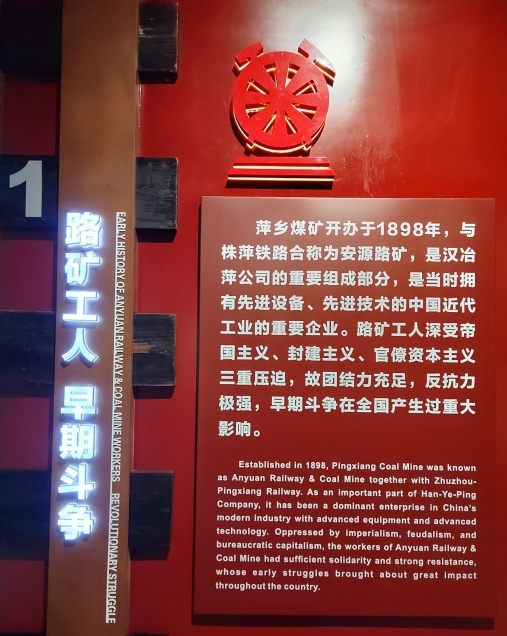 1
路矿工人 早期斗争
EARLY HISTORY OF ANYUAN RAILWAY & COAL MINE WORKERS REVOLUTIONARY STRUGGLE
萍乡煤矿开办于1898年，与
株萍铁路合称为安源路矿，是汉冶
萍公司的重要组成部分，是当时拥
有先进设备、先进技术的中国近代
工业的重要企业。路矿工人深受帝
国主义、封建主义、官僚资本主义
三重压迫，故团结力充足，反抗力
极强，早期斗争在全国产生过重大
影响。
Established in 1898, Pingxiang Coal Mine was known
as Anyuan Railway & Coal Mine together with Zhuzhou-
Pingxiang Railway. As an important part of Han-Ye-Ping
Company, it has been a dominant enterprise in China's
modern industry with advanced equipment and advanced
technology. Oppressed by imperialism, feudalism, and
bureaucratic capitalism, the workers of Anyuan Railway &
Coal Mine had sufficient solidarity and strong resistance,
whose early struggles brought about great impact
throughout the country.